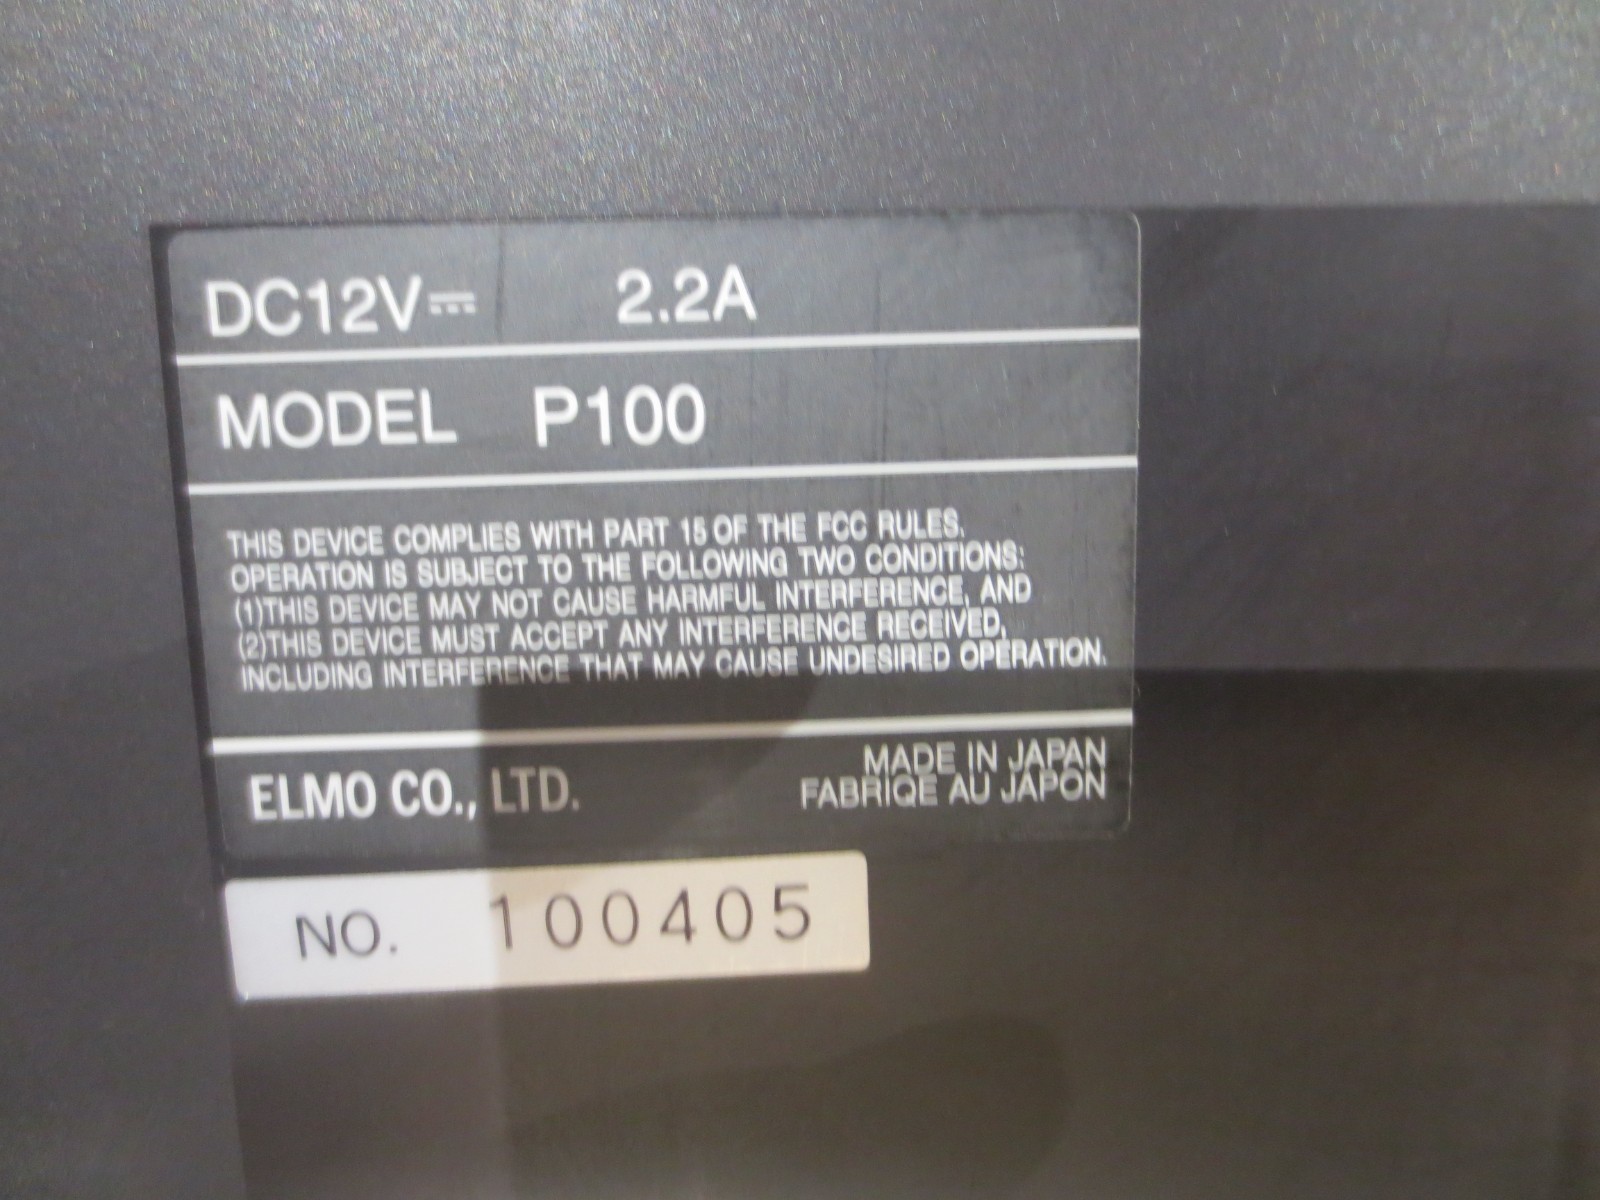 DC12V⎓ 2.2A
MODEL P100
THIS DEVICE COMPLIES WITH PART 15 OF THE FCC RULES.
OPERATION IS SUBJECT TO THE FOLLOWING TWO CONDITIONS:
(1)THIS DEVICE MAY NOT CAUSE HARMFUL INTERFERENCE, AND
(2)THIS DEVICE MUST ACCEPT ANY INTERFERENCE RECEIVED,
INCLUDING INTERFERENCE THAT MAY CAUSE UNDESIRED OPERATION.
ELMO CO., LTD.
MADE IN JAPAN
FABRIQE AU JAPON
NO. 100405